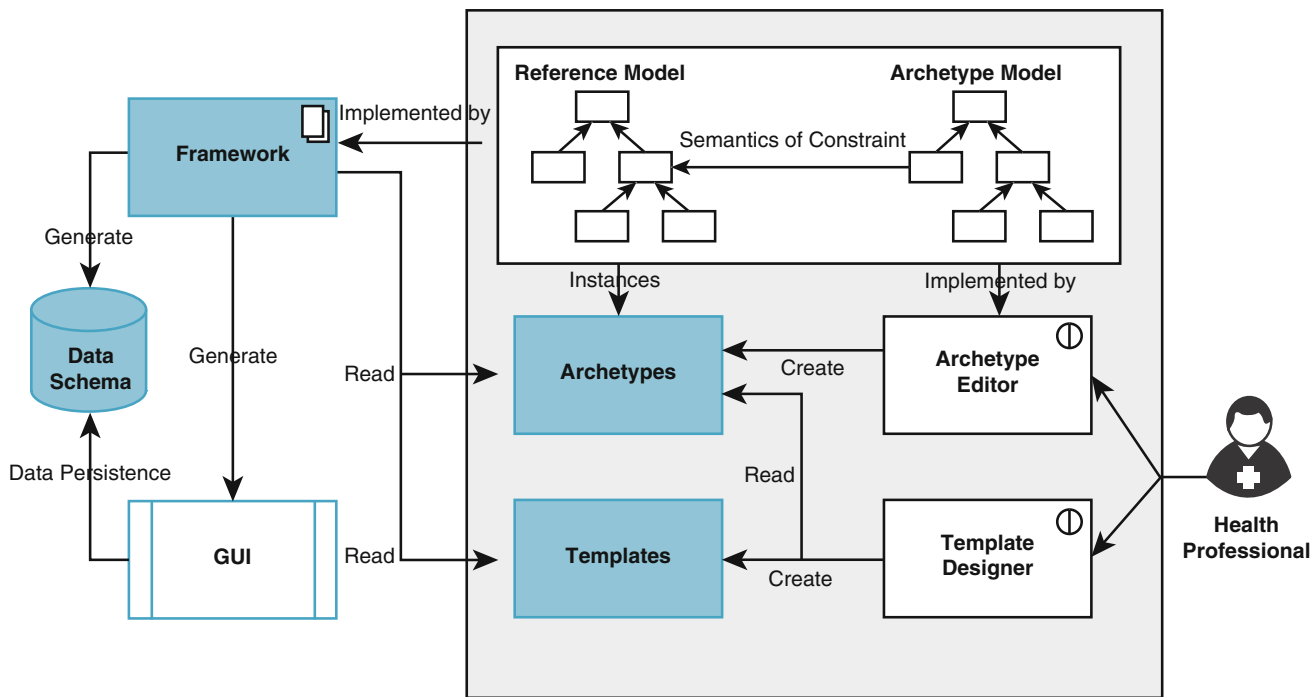 Reference Model
Archetype Model
Implemented by
Framework
Semantics of Constraint
Generate
Instances
Implemented by
Data
Schema
Generate
Read
Archetypes
Create
Archetype
Editor
Data Persistence
Read
GUI
Read
Templates
Create
Template
Designer
Health
Professional